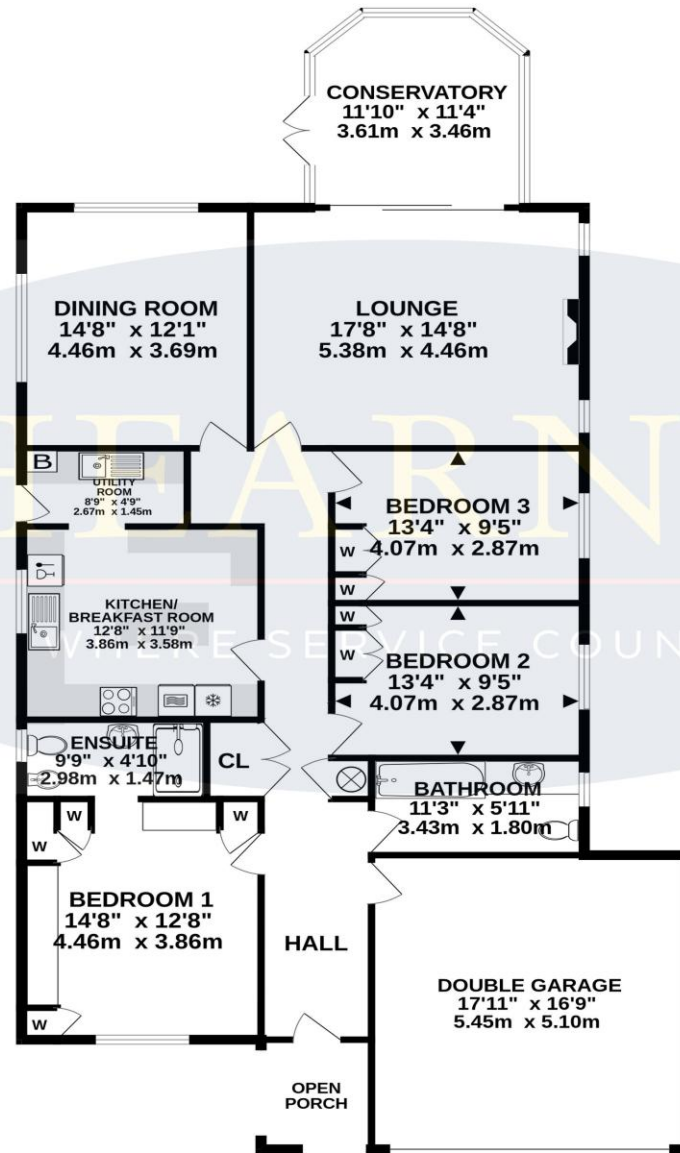 CONSERVATORY
11'10" x 11'4"
3.61m x 3.46m
DINING ROOM
14'8" x 12'1"
4.46m x 3.69m
LOUNGE
17'8" x 14'8"
5.38m x 4.46m
HEARN
B
UTILITY
ROOM
8'9" x 4'9"
2.67m x 1.45m
BEDROOM 3
13'4" x 9'5"
4.07m x 2.87m
W
W
KITCHEN/
BREAKFAST ROOM
12'8" x 11'9"
3.86m x 3.58m
WHERE SERVICE COUN
W
W
BEDROOM 2
13'4" x 9'5"
4.07m x 2.87m
ENSUITE
9'9" x 4'10"
2.98m x 1.47m
CL
BATHROOM
11'3" x 5'11"
3.43m x 1.80m
W
W
W
BEDROOM 1
14'8" x 12'8"
4.46m x 3.86m
W
HALL
DOUBLE GARAGE
17'11" x 16'9"
5.45m x 5.10m
OPEN
PORCH